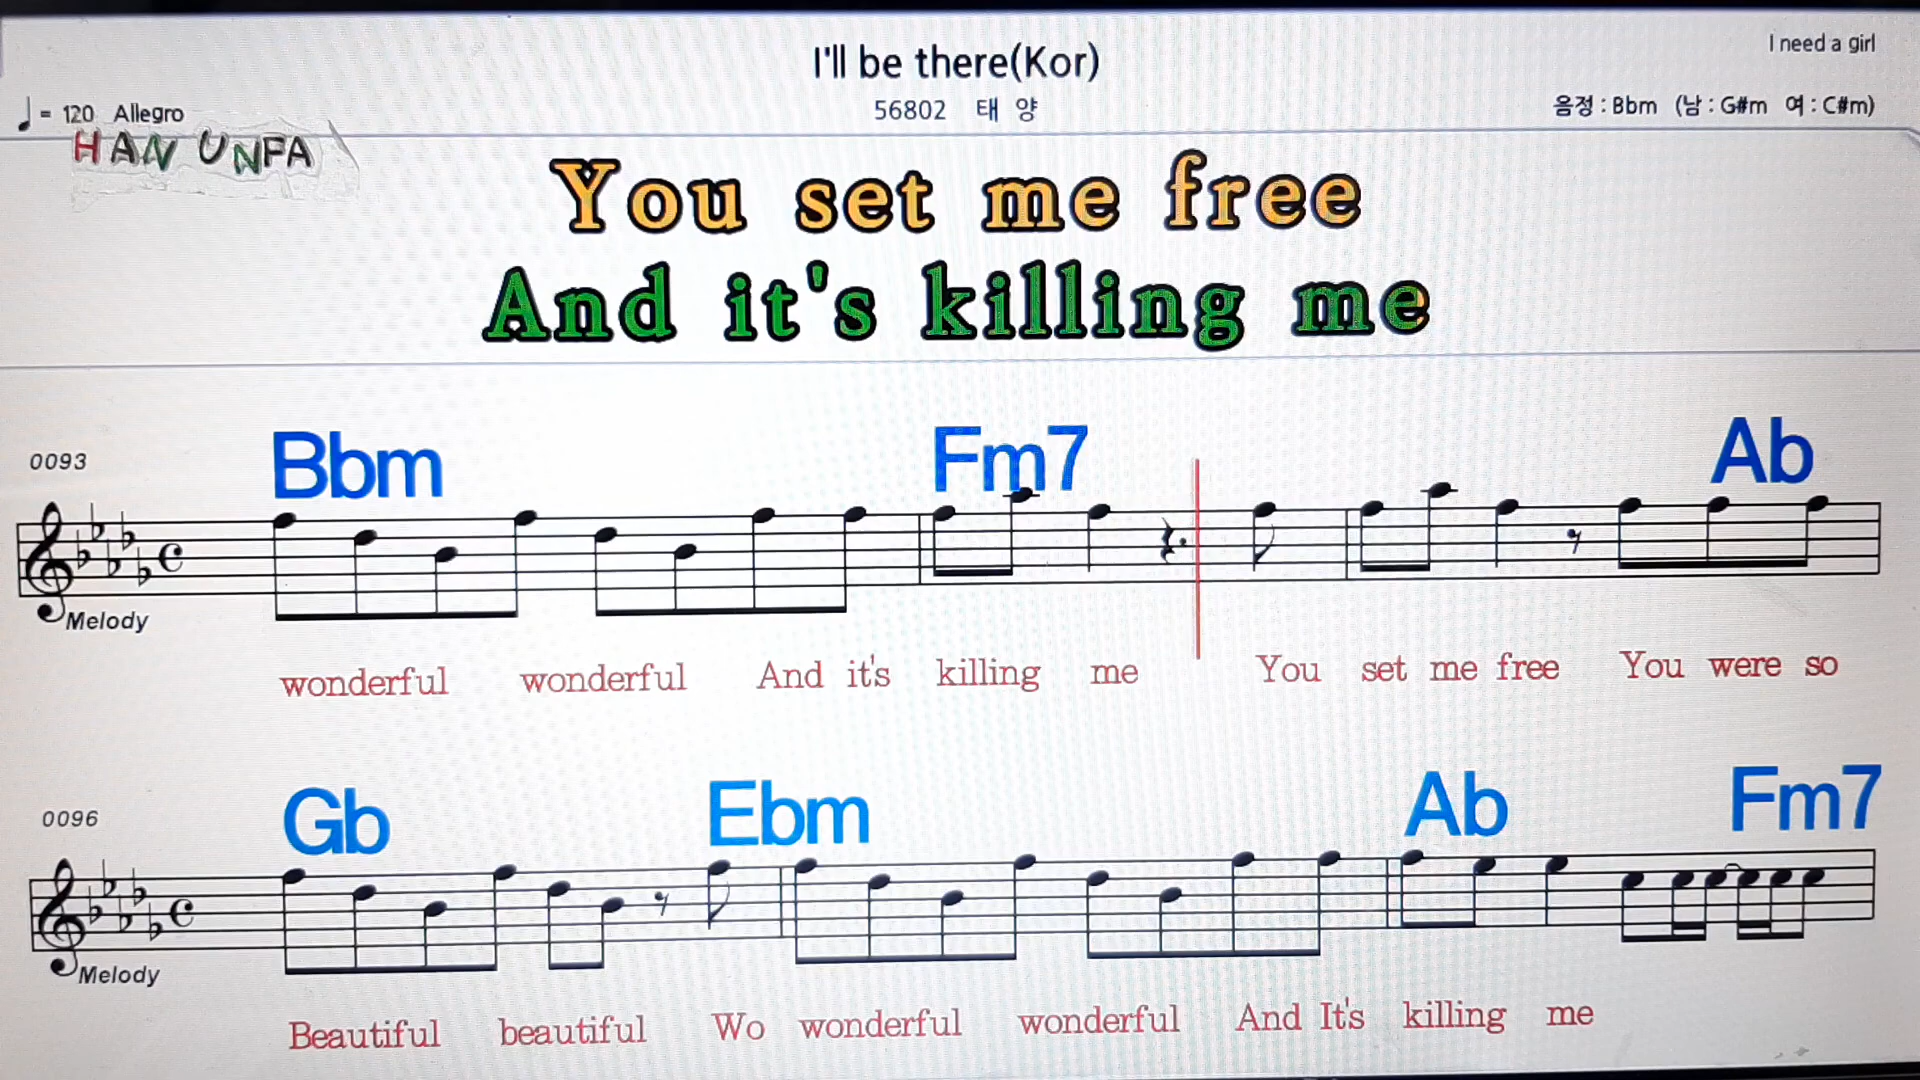 I'll be there(Kor)
I need a girl
♩ = 120 Allegro
56802 태 양
음정 : Bbm (남 : G#m 여 : C#m)
HAN UNFA
You set me free
And it's killing me
0093
Bbm Fm7 Ab
Melody
wonderful wonderful And it's killing me You set me free You were so
0096
Gb Ebm Ab Fm7
Melody
Beautiful beautiful Wo wonderful wonderful And It's killing me